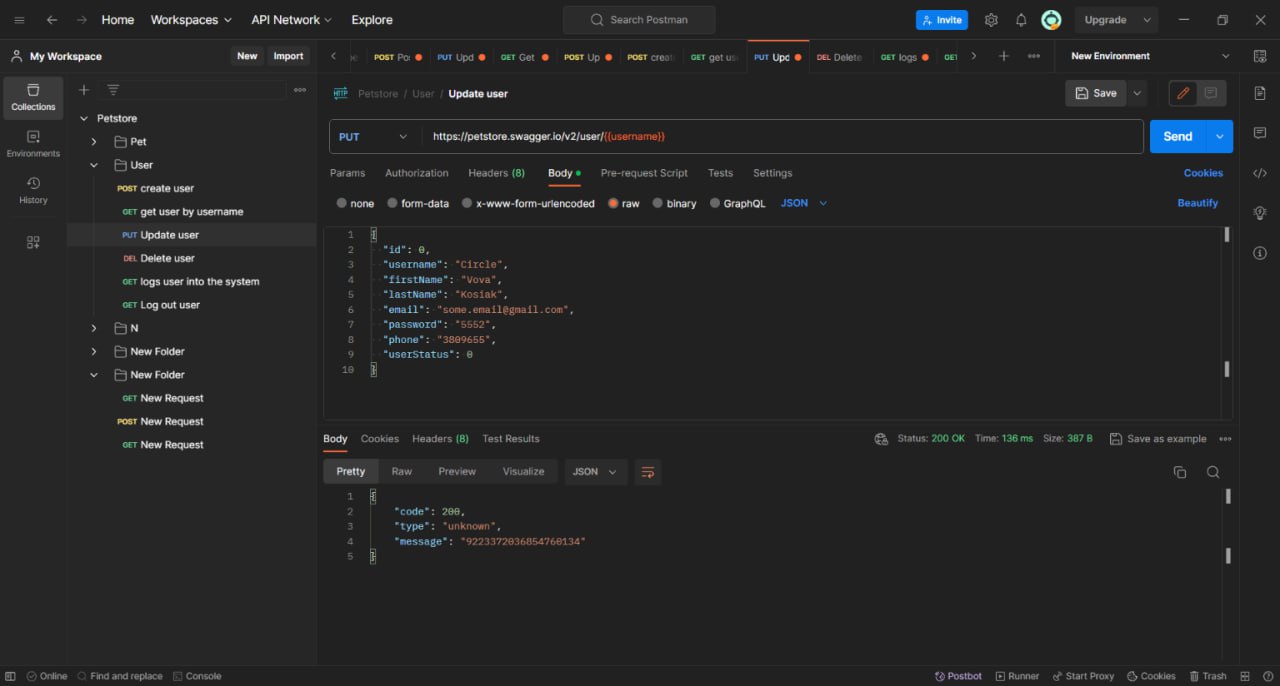 Home Workspaces API Network Explore Search Postman Invite Upgrade
My Workspace New Import POST Po: PUT Upd GET Get POST Up POST creat GET get us PUT Upd DEL Delete GET logs GET New Environment
Collections
Environments
History
Petstore
Pet
User
POST create user
GET get user by username
PUT Update user
DEL Delete user
GET logs user into the system
GET Log out user
N
New Folder
New Folder
GET New Request
POST New Request
GET New Request
HTTP Petstore / User / Update user Save
PUT https://petstore.swagger.io/v2/user/{{username}} Send
Params Authorization Headers (8) Body Pre-request Script Tests Settings Cookies
none form-data x-www-form-urlencoded raw binary GraphQL JSON Beautify
1 {
2 "id": 0,
3 "username": "Circle",
4 "firstName": "Vova",
5 "lastName": "Kosiak",
6 "email": "some.email@gmail.com",
7 "password": "5552",
8 "phone": "3809655",
9 "userStatus": 0
10 }
Body Cookies Headers (8) Test Results Status: 200 OK Time: 136 ms Size: 387 B Save as example
Pretty Raw Preview Visualize JSON
1 {
2 "code": 200,
3 "type": "unknown",
4 "message": "9223372036854760134"
5 }
Online Find and replace Console Postbot Runner Start Proxy Cookies Trash